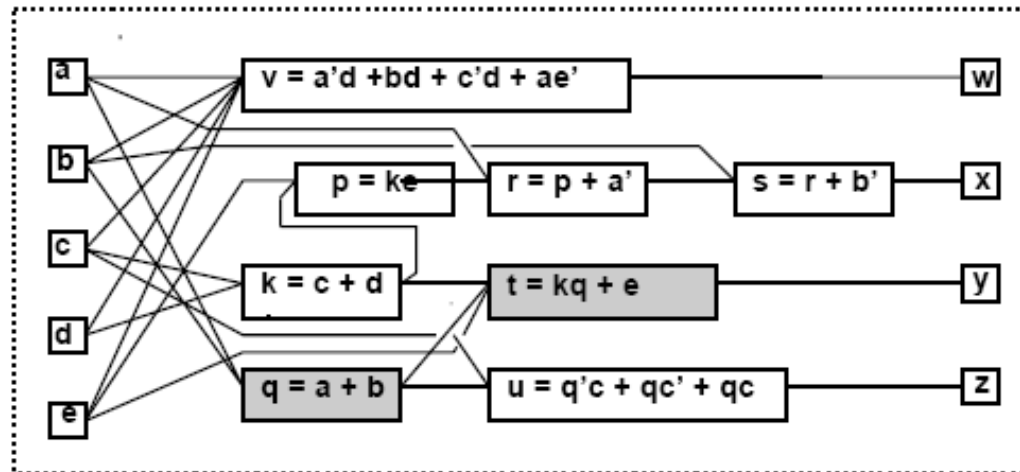 a
v = a'd +bd + c'd + ae'
w
b
p = ke
r = p + a'
s = r + b'
x
c
k = c + d
t = kq + e
y
d
q = a + b
u = q'c + qc' + qc
z
e